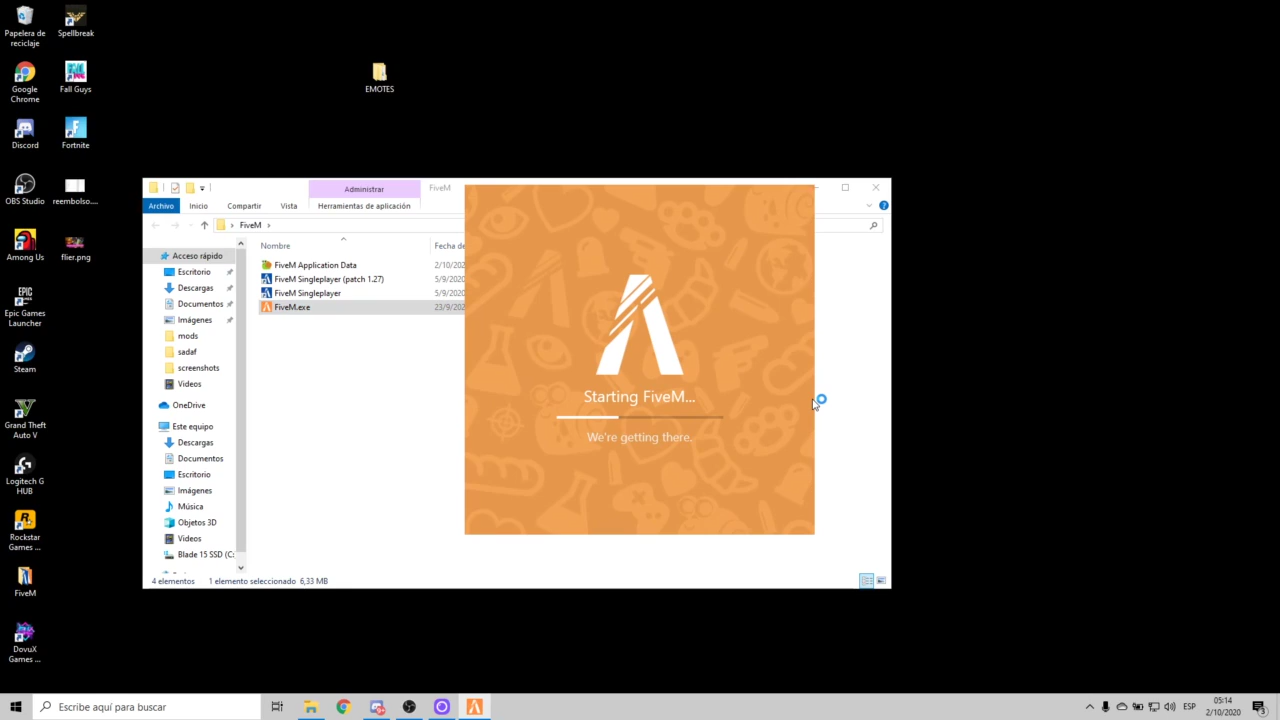 Papelera de
reciclaje
Spellbreak
Google
Chrome
Fall Guys
EMOTES
Discord
Fortnite
OBS Studio
reembolso....
Among Us
flier.png
Epic Games
Launcher
Steam
Grand Theft
Auto V
Logitech G
HUB
Rockstar
Games ...
FiveM
DovuX
Games ...
Administrar
FiveM
Archivo
Inicio
Compartir
Vista
Herramientas de aplicación
FiveM
Nombre
Fecha de
Acceso rápido
Escritorio
Descargas
Documentos
Imágenes
mods
sadaf
screenshots
Videos
OneDrive
Este equipo
Descargas
Documentos
Escritorio
Imágenes
Música
Objetos 3D
Videos
Blade 15 SSD (C:
FiveM Application Data
2/10/202
FiveM Singleplayer (patch 1.27)
5/9/2020
FiveM Singleplayer
5/9/2020
FiveM.exe
23/9/202
4 elementos
1 elemento seleccionado 6,33 MB
Starting FiveM...
We're getting there.
Escribe aquí para buscar
ESP
05:14
2/10/2020